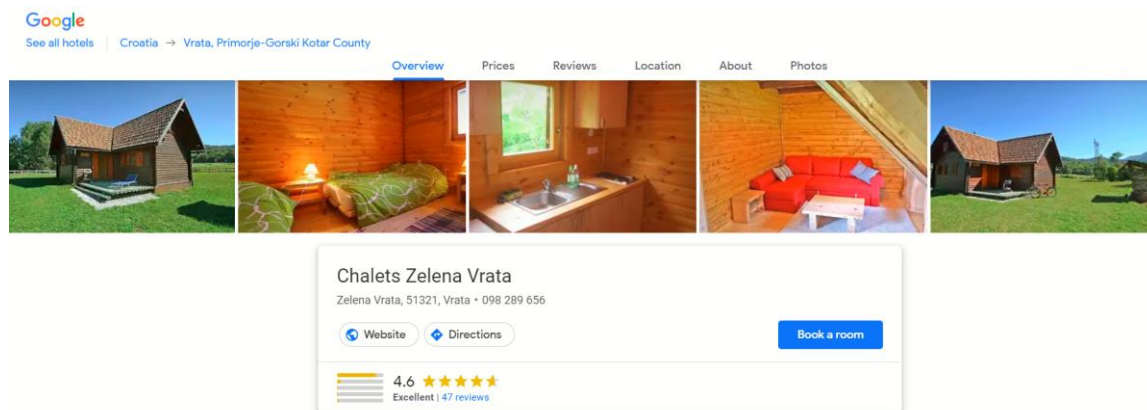 Google
See all hotels Croatia → Vrata, Primorje-Gorski Kotar County
Overview Prices Reviews Location About Photos
Chalets Zelena Vrata
Zelena Vrata, 51321, Vrata • 098 289 656
Website Directions Book a room
4.6
Excellent | 47 reviews